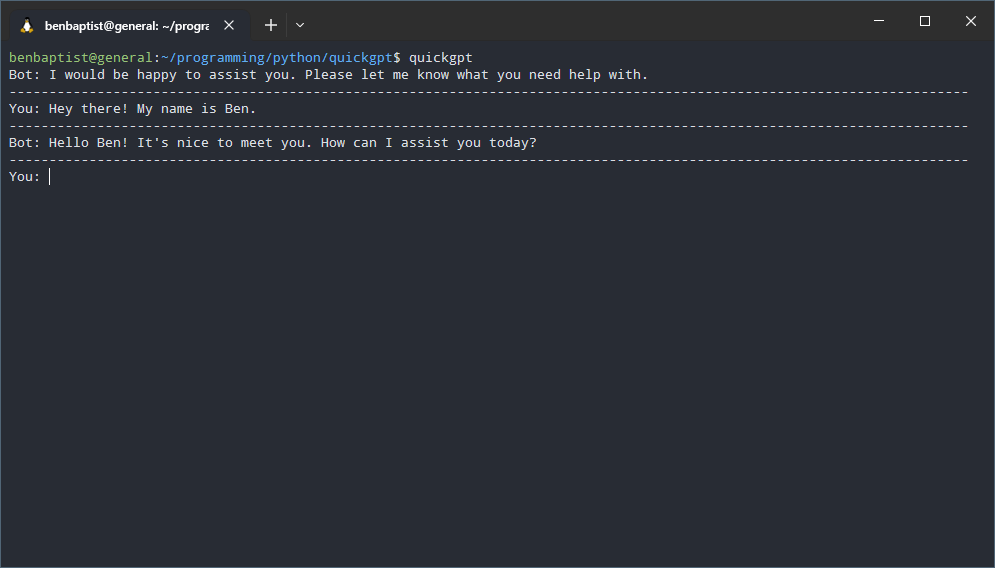 benbaptist@general: ~/progra
benbaptist@general:~/programming/python/quickgpt$ quickgpt
Bot: I would be happy to assist you. Please let me know what you need help with.
------------------------------------------------------------------------------------------------------------------------
You: Hey there! My name is Ben.
------------------------------------------------------------------------------------------------------------------------
Bot: Hello Ben! It's nice to meet you. How can I assist you today?
------------------------------------------------------------------------------------------------------------------------
You: